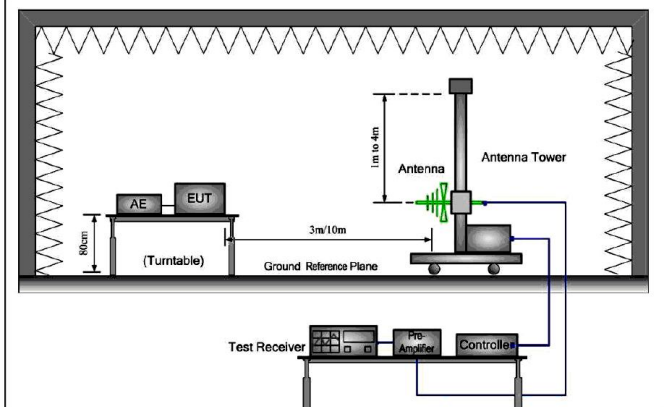 1m to 4m
Antenna
Antenna Tower
AE
EUT
80cm
3m/10m
(Turntable)
Ground Reference Plane
Test Receiver
Pre-
Amplifier
Controller